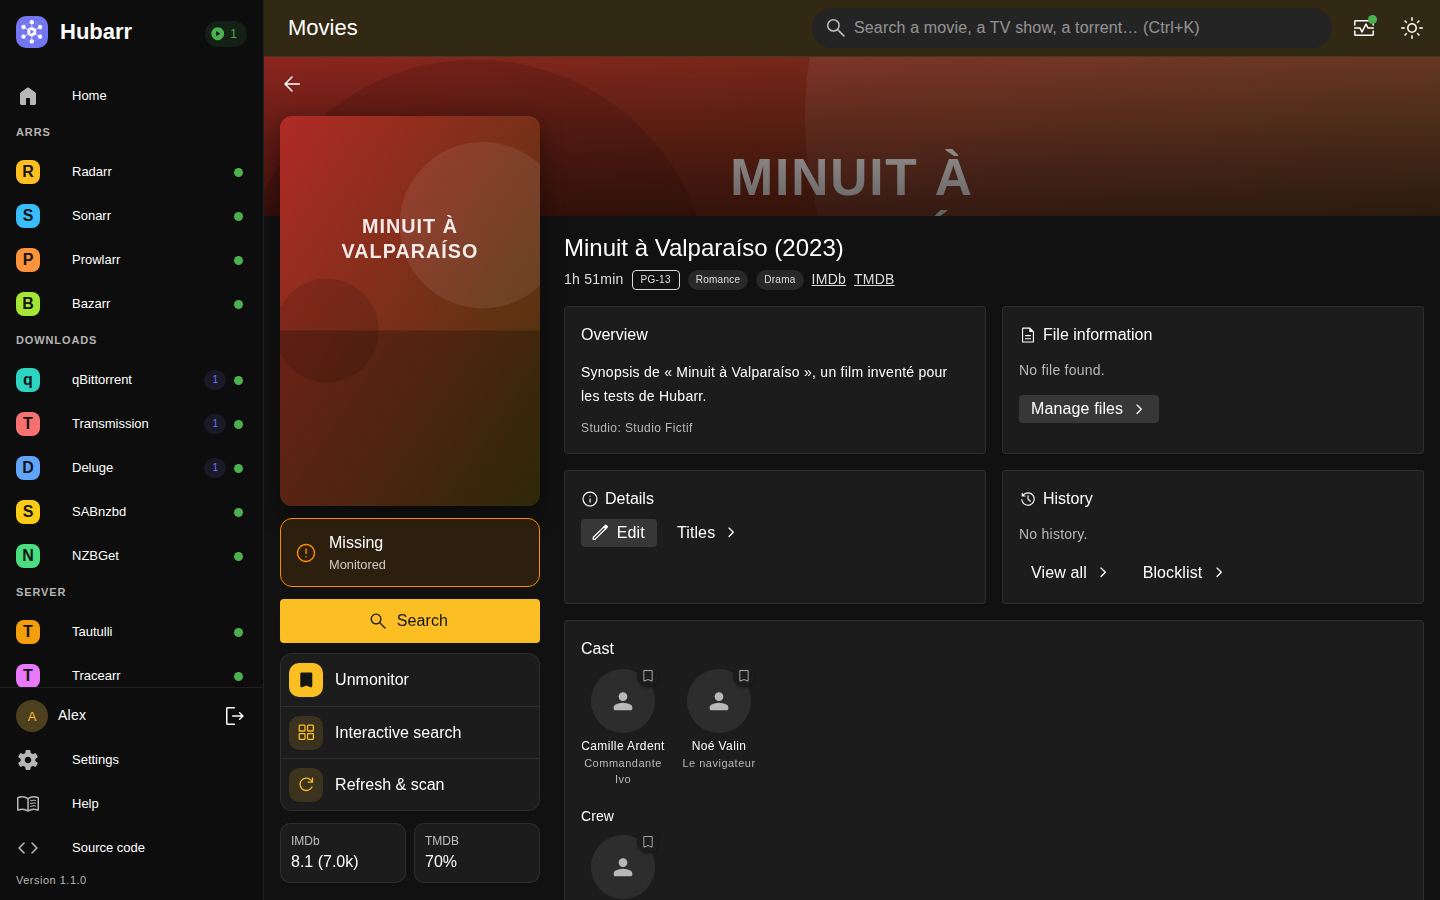 Hubarr
1
Home
ARRS
R Radarr
S Sonarr
P Prowlarr
B Bazarr
DOWNLOADS
q qBittorrent 1
T Transmission 1
D Deluge 1
S SABnzbd
N NZBGet
SERVER
T Tautulli
T Tracearr
A Alex
Settings
Help
Source code
Version 1.1.0
Movies
Search a movie, a TV show, a torrent… (Ctrl+K)
MINUIT À
MINUIT À
VALPARAÍSO
Missing
Monitored
Search
Unmonitor
Interactive search
Refresh & scan
IMDb
8.1 (7.0k)
TMDB
70%
Minuit à Valparaíso (2023)
1h 51min PG-13 Romance Drama IMDb TMDB
Overview
Synopsis de « Minuit à Valparaíso », un film inventé pour
les tests de Hubarr.
Studio: Studio Fictif
File information
No file found.
Manage files
Details
Edit Titles
History
No history.
View all Blocklist
Cast
Camille Ardent
Commandante
Ivo
Noé Valin
Le navigateur
Crew